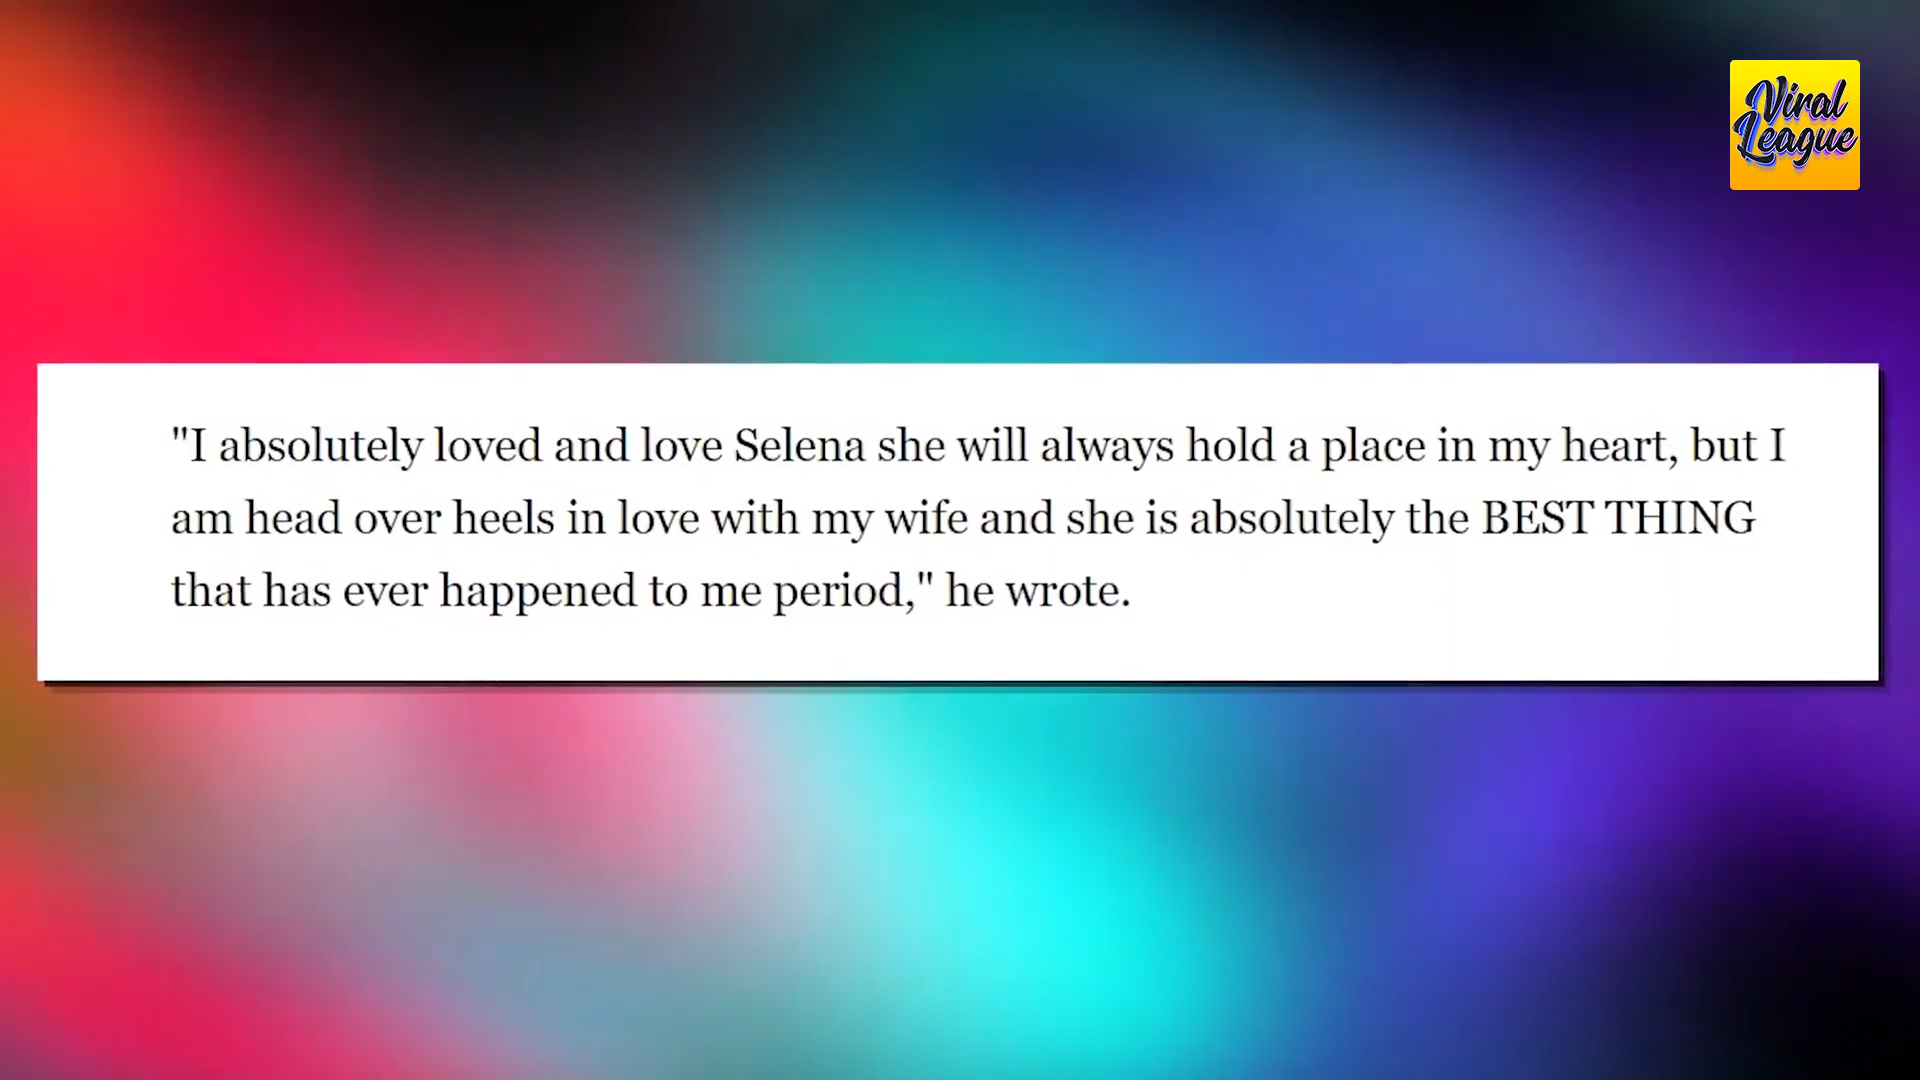 Viral
League
"I absolutely loved and love Selena she will always hold a place in my heart, but I
am head over heels in love with my wife and she is absolutely the BEST THING
that has ever happened to me period," he wrote.